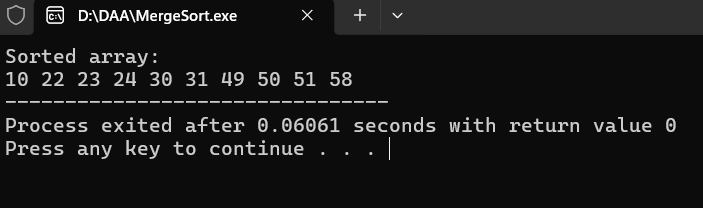 D:\DAA\MergeSort.exe
Sorted array:
10 22 23 24 30 31 49 50 51 58
--------------------------------
Process exited after 0.06061 seconds with return value 0
Press any key to continue . . .